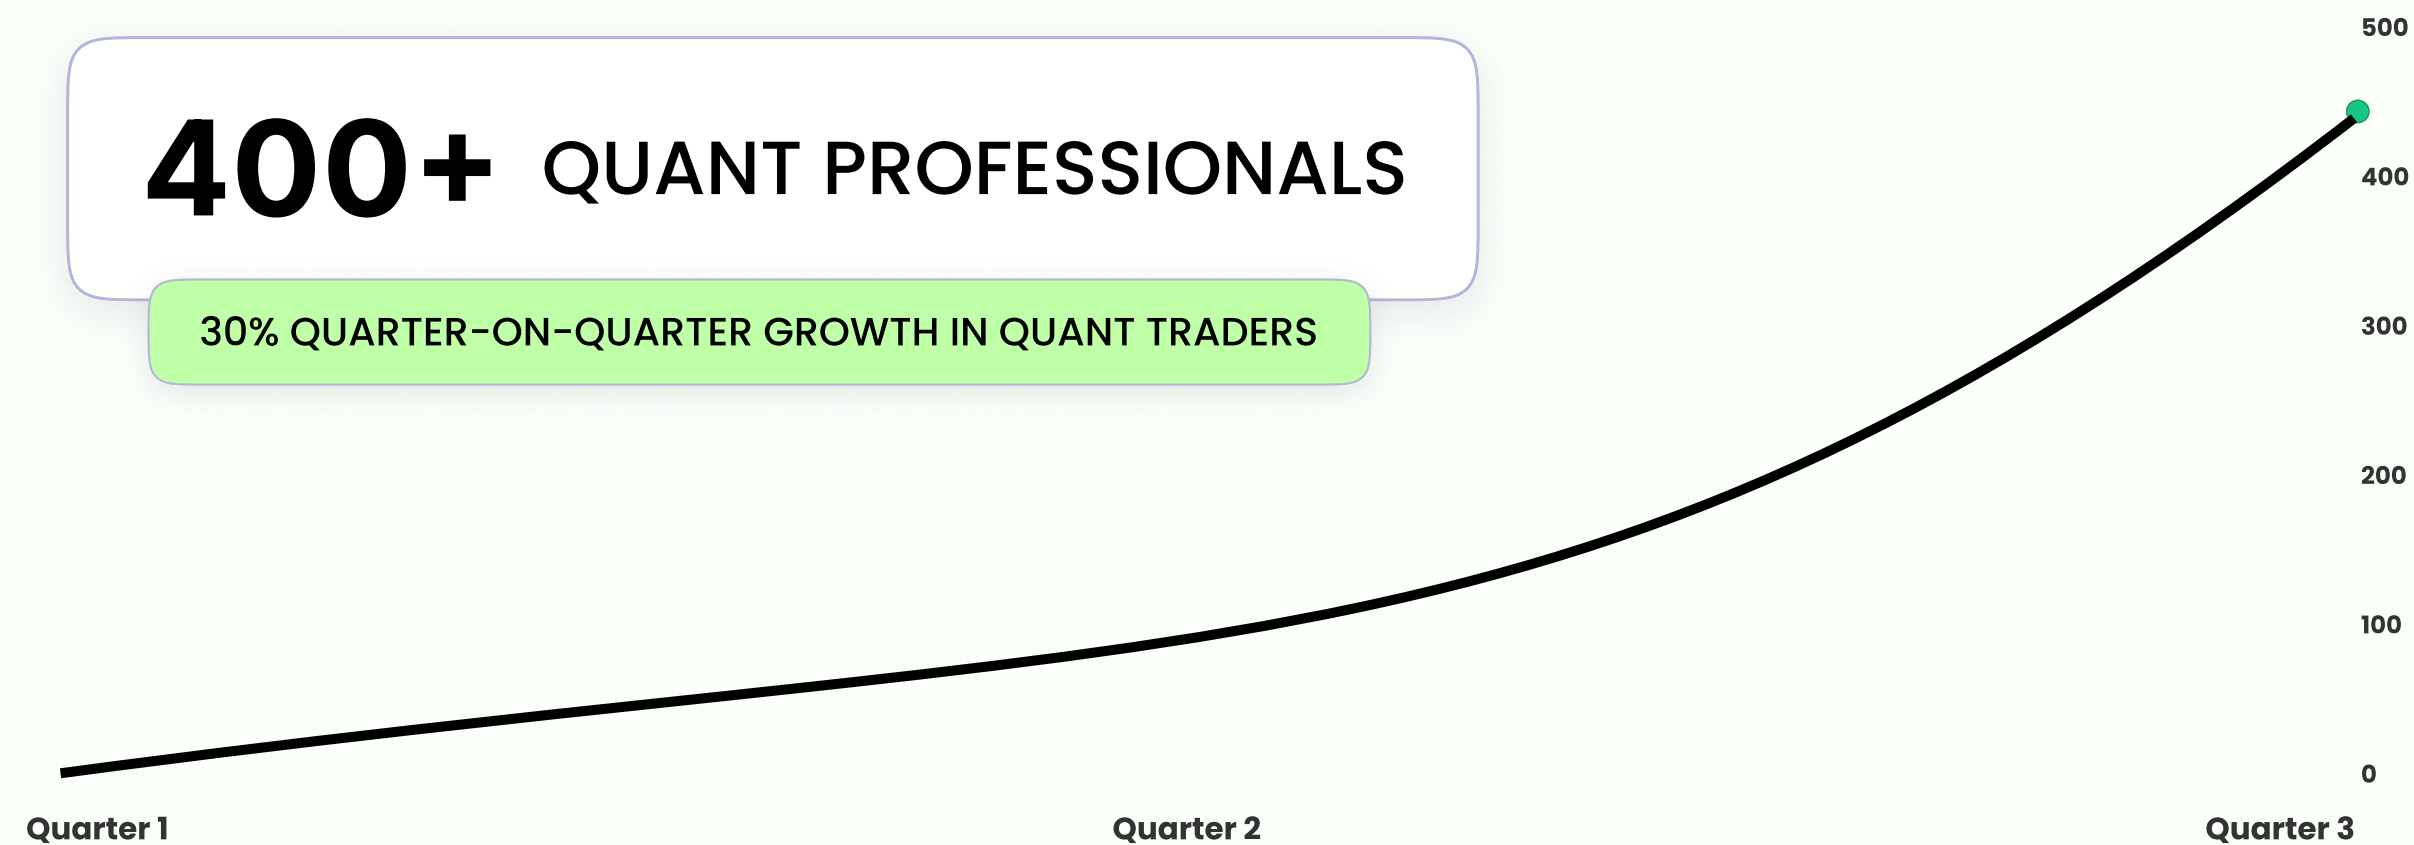 400+ QUANT PROFESSIONALS
30% QUARTER-ON-QUARTER GROWTH IN QUANT TRADERS
500
400
300
200
100
0
Quarter 1
Quarter 2
Quarter 3